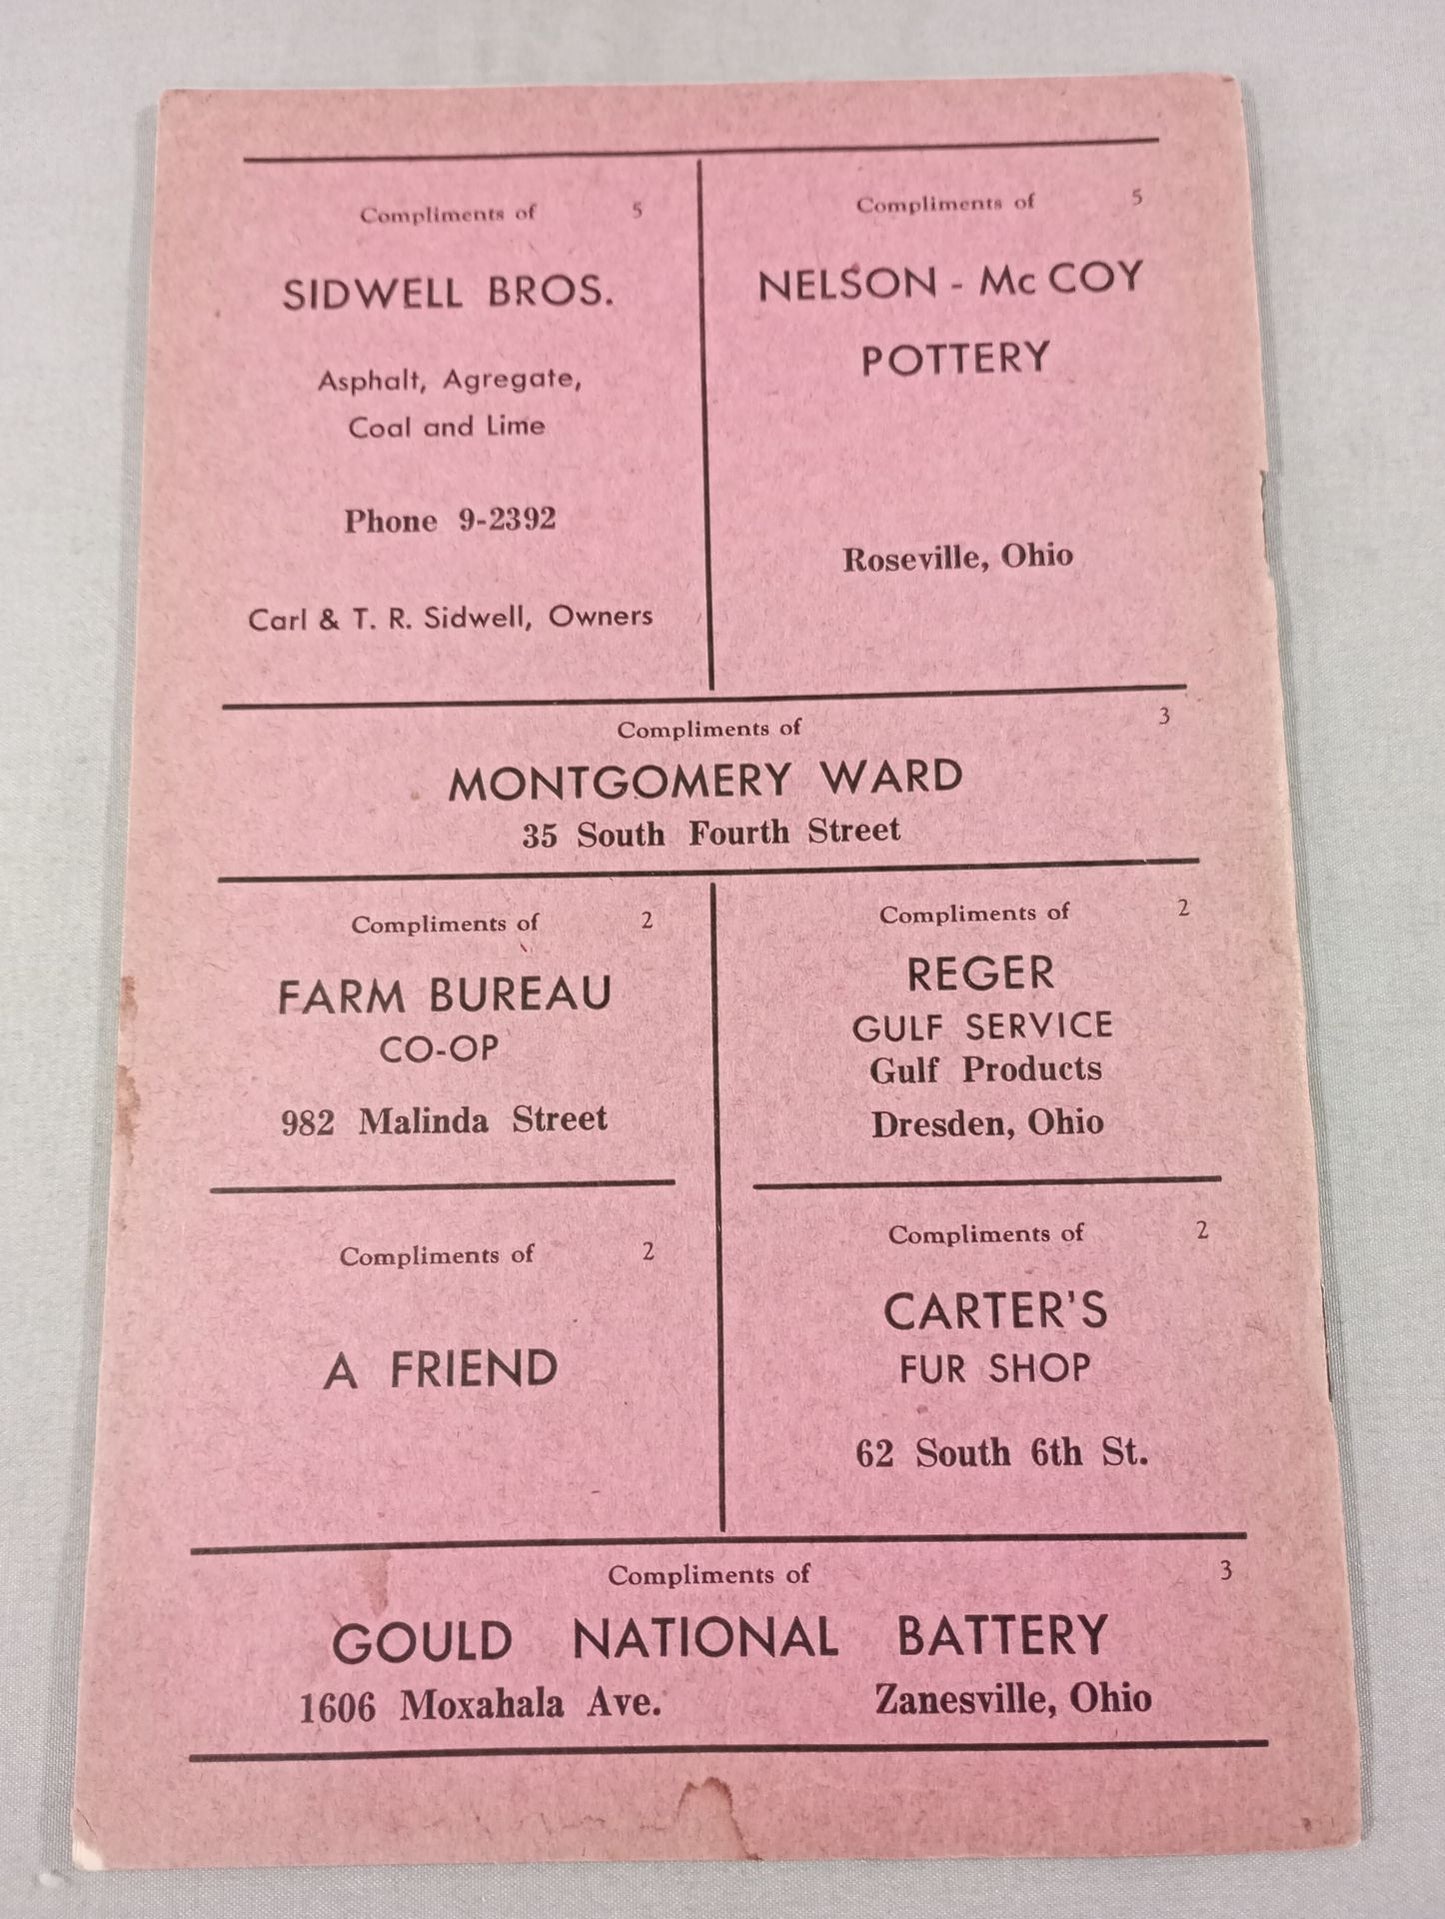 Compliments of 5
SIDWELL BROS.
Asphalt, Agregate,
Coal and Lime
Phone 9-2392
Carl & T. R. Sidwell, Owners
Compliments of 5
NELSON - Mc COY
POTTERY
Roseville, Ohio
Compliments of 3
MONTGOMERY WARD
35 South Fourth Street
Compliments of 2
FARM BUREAU
CO-OP
982 Malinda Street
Compliments of 2
REGER
GULF SERVICE
Gulf Products
Dresden, Ohio
Compliments of 2
A FRIEND
Compliments of 2
CARTER'S
FUR SHOP
62 South 6th St.
Compliments of 3
GOULD NATIONAL BATTERY
1606 Moxahala Ave. Zanesville, Ohio